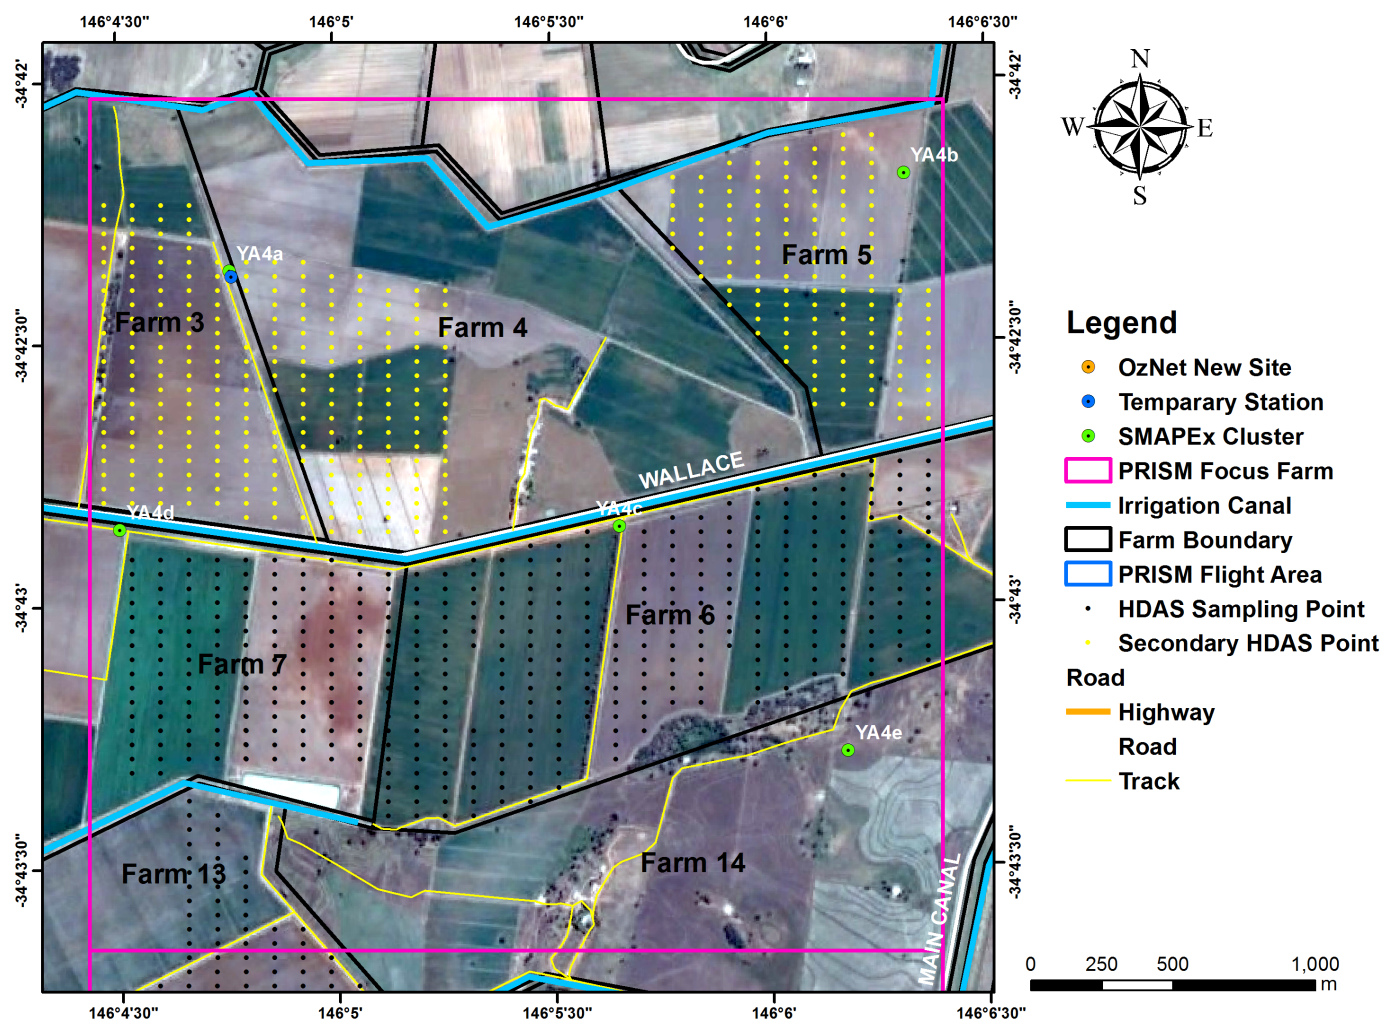 146°4'30" 146°5' 146°5'30" 146°6' 146°6'30"
-34°42'
-34°42'30"
-34°43'
-34°43'30"
-34°42'
-34°42'30"
-34°43'
-34°43'30"
YA4b
YA4a
Farm 5
Farm 3
Farm 4
WALLACE
YA4d
YA4c
Farm 6
Farm 7
YA4e
Farm 14
Farm 13
MAIN CANAL
146°4'30" 146°5' 146°5'30" 146°6' 146°6'30"
N
W E
S
Legend
OzNet New Site
Temparary Station
SMAPEx Cluster
PRISM Focus Farm
Irrigation Canal
Farm Boundary
PRISM Flight Area
HDAS Sampling Point
Secondary HDAS Point
Road
Highway
Road
Track
0 250 500 1,000
m